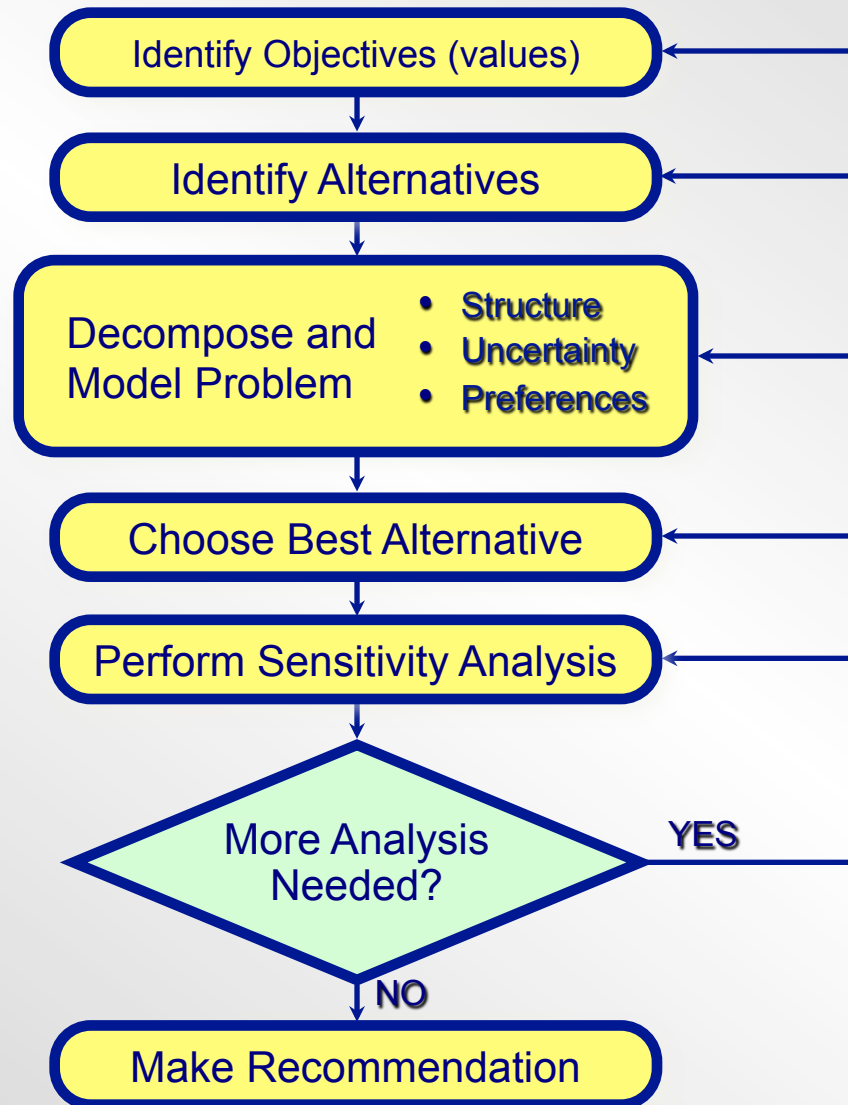 Identify Objectives (values)
Identify Alternatives
Decompose and
Model Problem
• Structure
• Uncertainty
• Preferences
Choose Best Alternative
Perform Sensitivity Analysis
More Analysis
Needed?
YES
NO
Make Recommendation